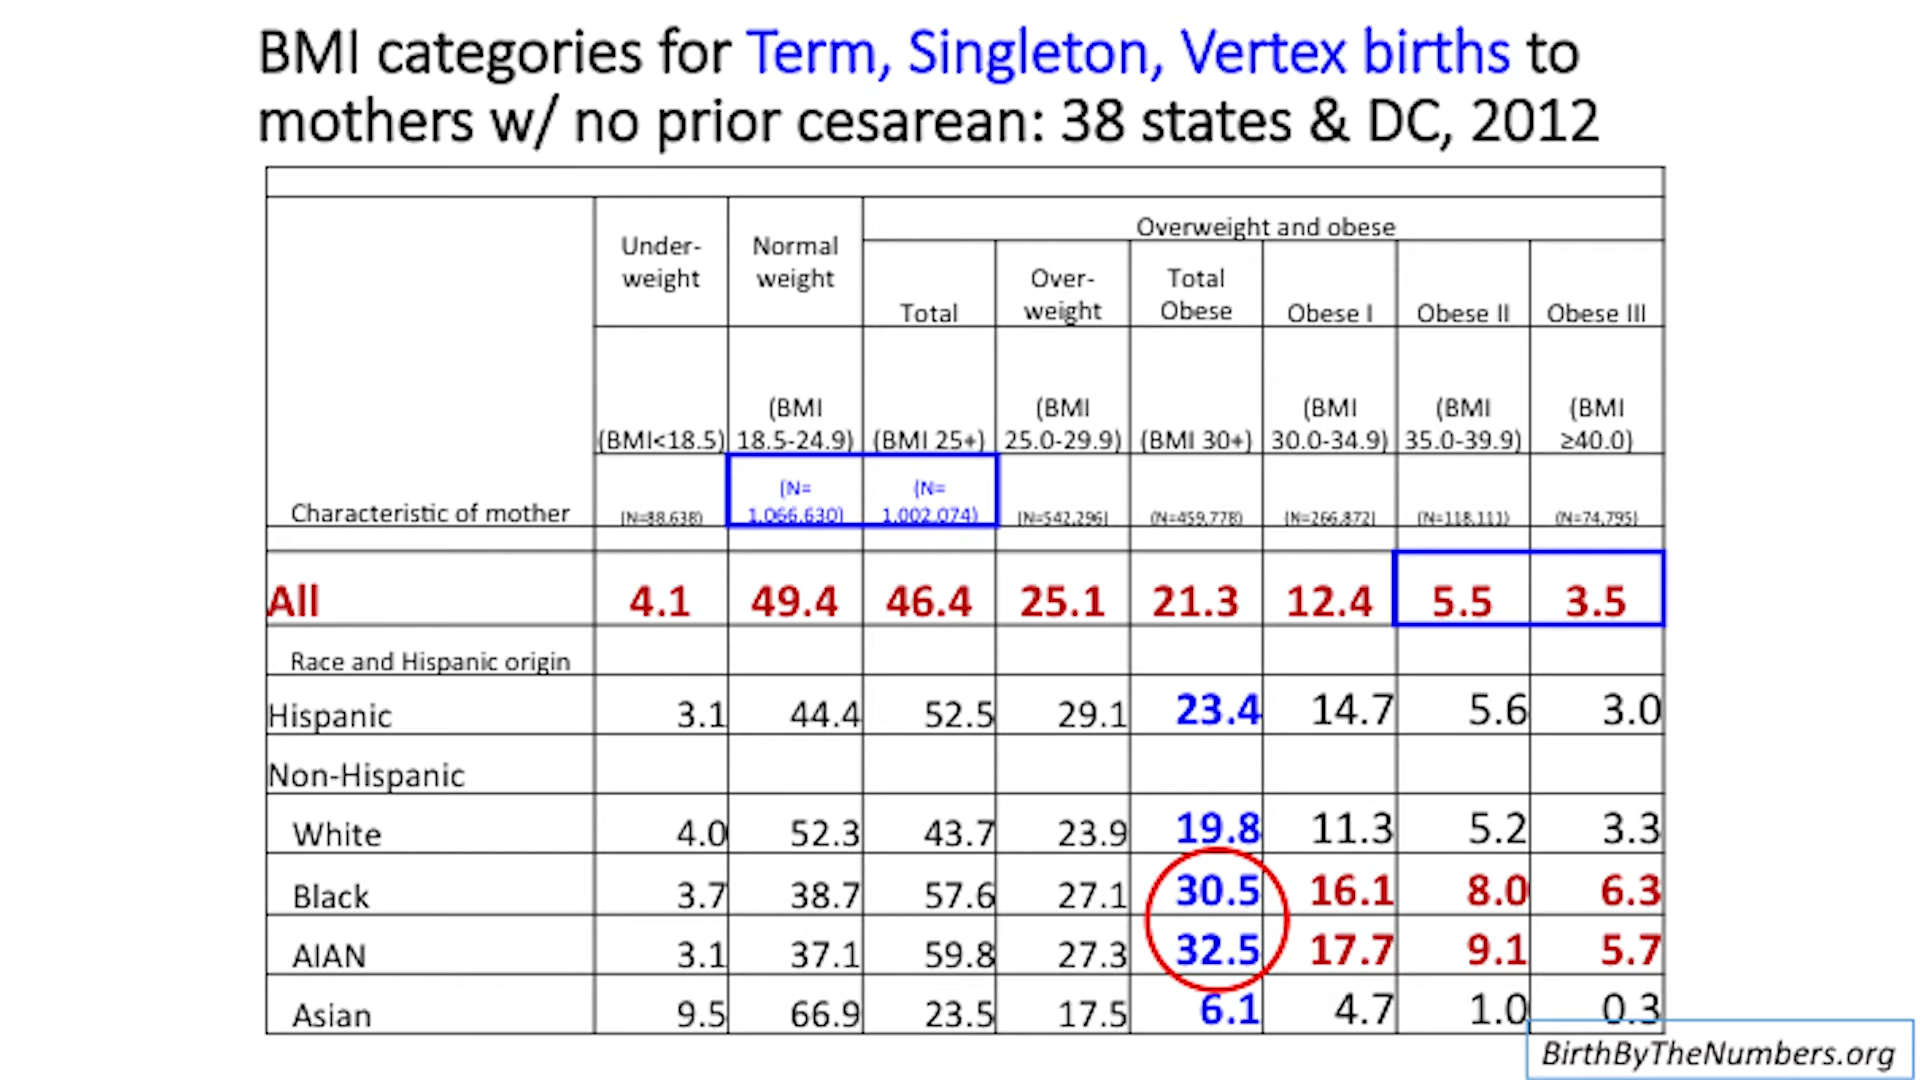 BMI categories for Term, Singleton, Vertex births to
mothers w/ no prior cesarean: 38 states & DC, 2012
Overweight and obese
Under-
weight
Normal
weight
Total
Over-
weight
Total
Obese
Obese I
Obese II
Obese III
(BMI<18.5)
(BMI
18.5-24.9)
(BMI 25+)
(BMI
25.0-29.9)
(BMI 30+)
(BMI
30.0-34.9)
(BMI
35.0-39.9)
(BMI
≥40.0)
Characteristic of mother
(N=88,638)
(N=
1,066,630)
(N=
1,002,074)
(N=542,296)
(N=459,778)
(N=266,872)
(N=118,111)
(N=74,795)
All 4.1 49.4 46.4 25.1 21.3 12.4 5.5 3.5
Race and Hispanic origin
Hispanic 3.1 44.4 52.5 29.1 23.4 14.7 5.6 3.0
Non-Hispanic
White 4.0 52.3 43.7 23.9 19.8 11.3 5.2 3.3
Black 3.7 38.7 57.6 27.1 30.5 16.1 8.0 6.3
AIAN 3.1 37.1 59.8 27.3 32.5 17.7 9.1 5.7
Asian 9.5 66.9 23.5 17.5 6.1 4.7 1.0 0.3
BirthByTheNumbers.org